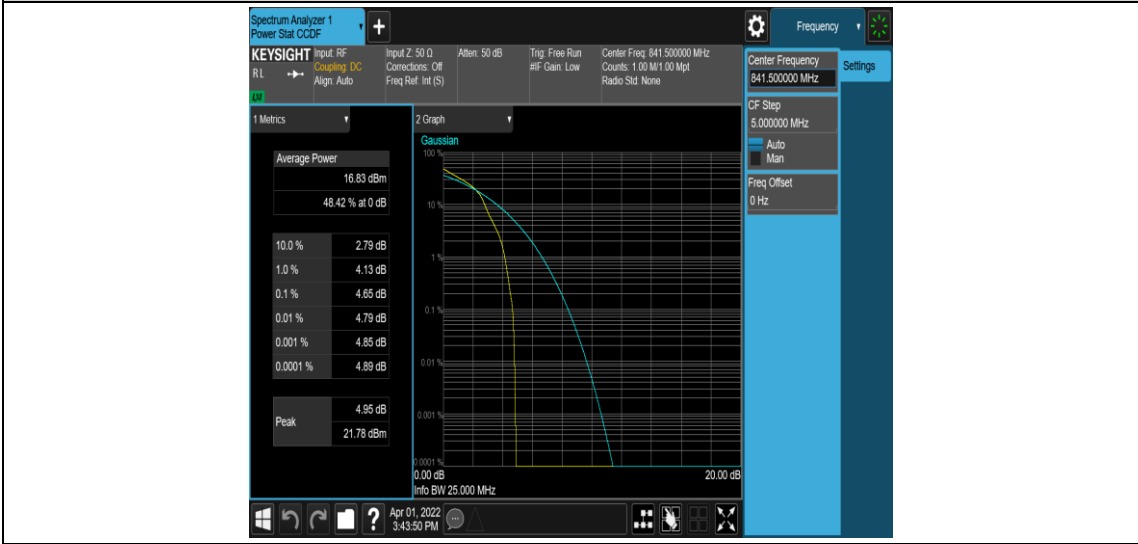 Spectrum Analyzer 1
Power Stat CCDF
+
Frequency
KEYSIGHT
RL
LXI
Input: RF
Coupling: DC
Align: Auto
Input Z: 50 Ω
Corrections: Off
Freq Ref: Int (S)
Atten: 50 dB
Trig: Free Run
#IF Gain: Low
Center Freq: 841.500000 MHz
Counts: 1.00 M/1.00 Mpt
Radio Std: None
Center Frequency
841.500000 MHz
Settings
CF Step
5.000000 MHz
Auto
Man
Freq Offset
0 Hz
1 Metrics
Average Power
16.83 dBm
48.42 % at 0 dB
10.0 % 2.79 dB
1.0 % 4.13 dB
0.1 % 4.65 dB
0.01 % 4.79 dB
0.001 % 4.85 dB
0.0001 % 4.89 dB
Peak
4.95 dB
21.78 dBm
2 Graph
Gaussian
100 %
10 %
1 %
0.1 %
0.01 %
0.001 %
0.0001 %
0.00 dB
20.00 dB
Info BW 25.000 MHz
?
Apr 01, 2022
3:43:50 PM